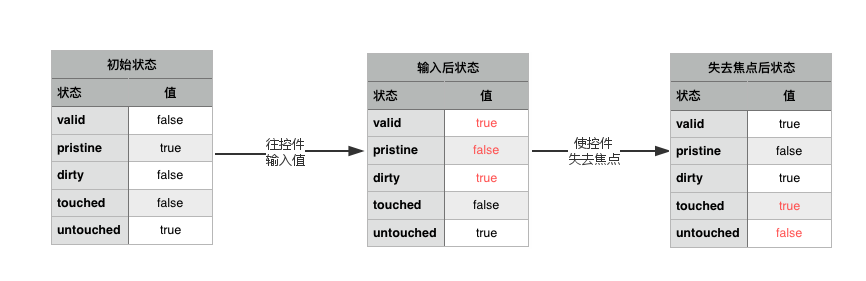 初始状态
状态 值
valid false
pristine true
dirty false
touched false
untouched true
往控件
输入值
输入后状态
状态 值
valid true
pristine false
dirty true
touched false
untouched true
使控件
失去焦点
失去焦点后状态
状态 值
valid true
pristine false
dirty true
touched true
untouched false